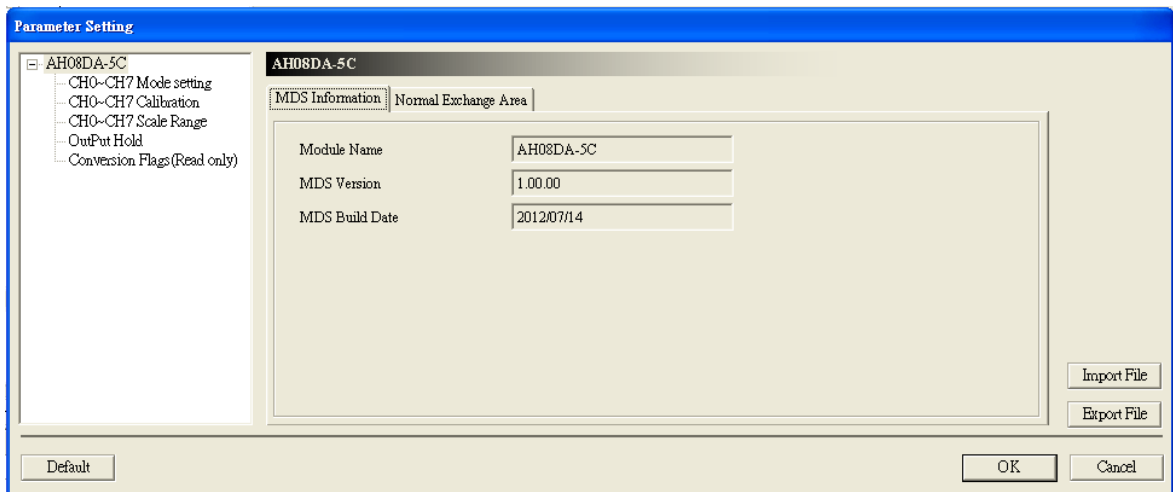 Parameter Setting
AH08DA-5C
CH0~CH7 Mode setting
CH0~CH7 Calibration
CH0~CH7 Scale Range
OutPut Hold
Conversion Flags(Read only)
AH08DA-5C
MDS Information Normal Exchange Area
Module Name AH08DA-5C
MDS Version 1.00.00
MDS Build Date 2012/07/14
Import File
Export File
Default OK Cancel